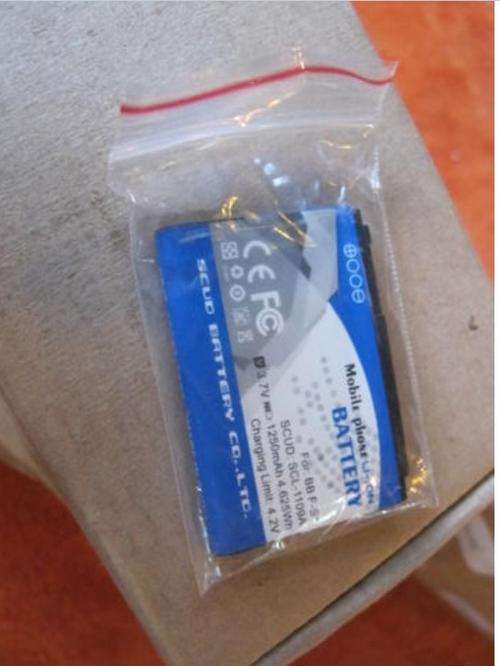 SCUD BATTERY CO.,LTD.
CE FC
Mobile phone
BATTERY
For BB F-S
SCUD: SCL-1109A
3.7V 1250mAh 4.625Wh
Charging Limit: 4.2V